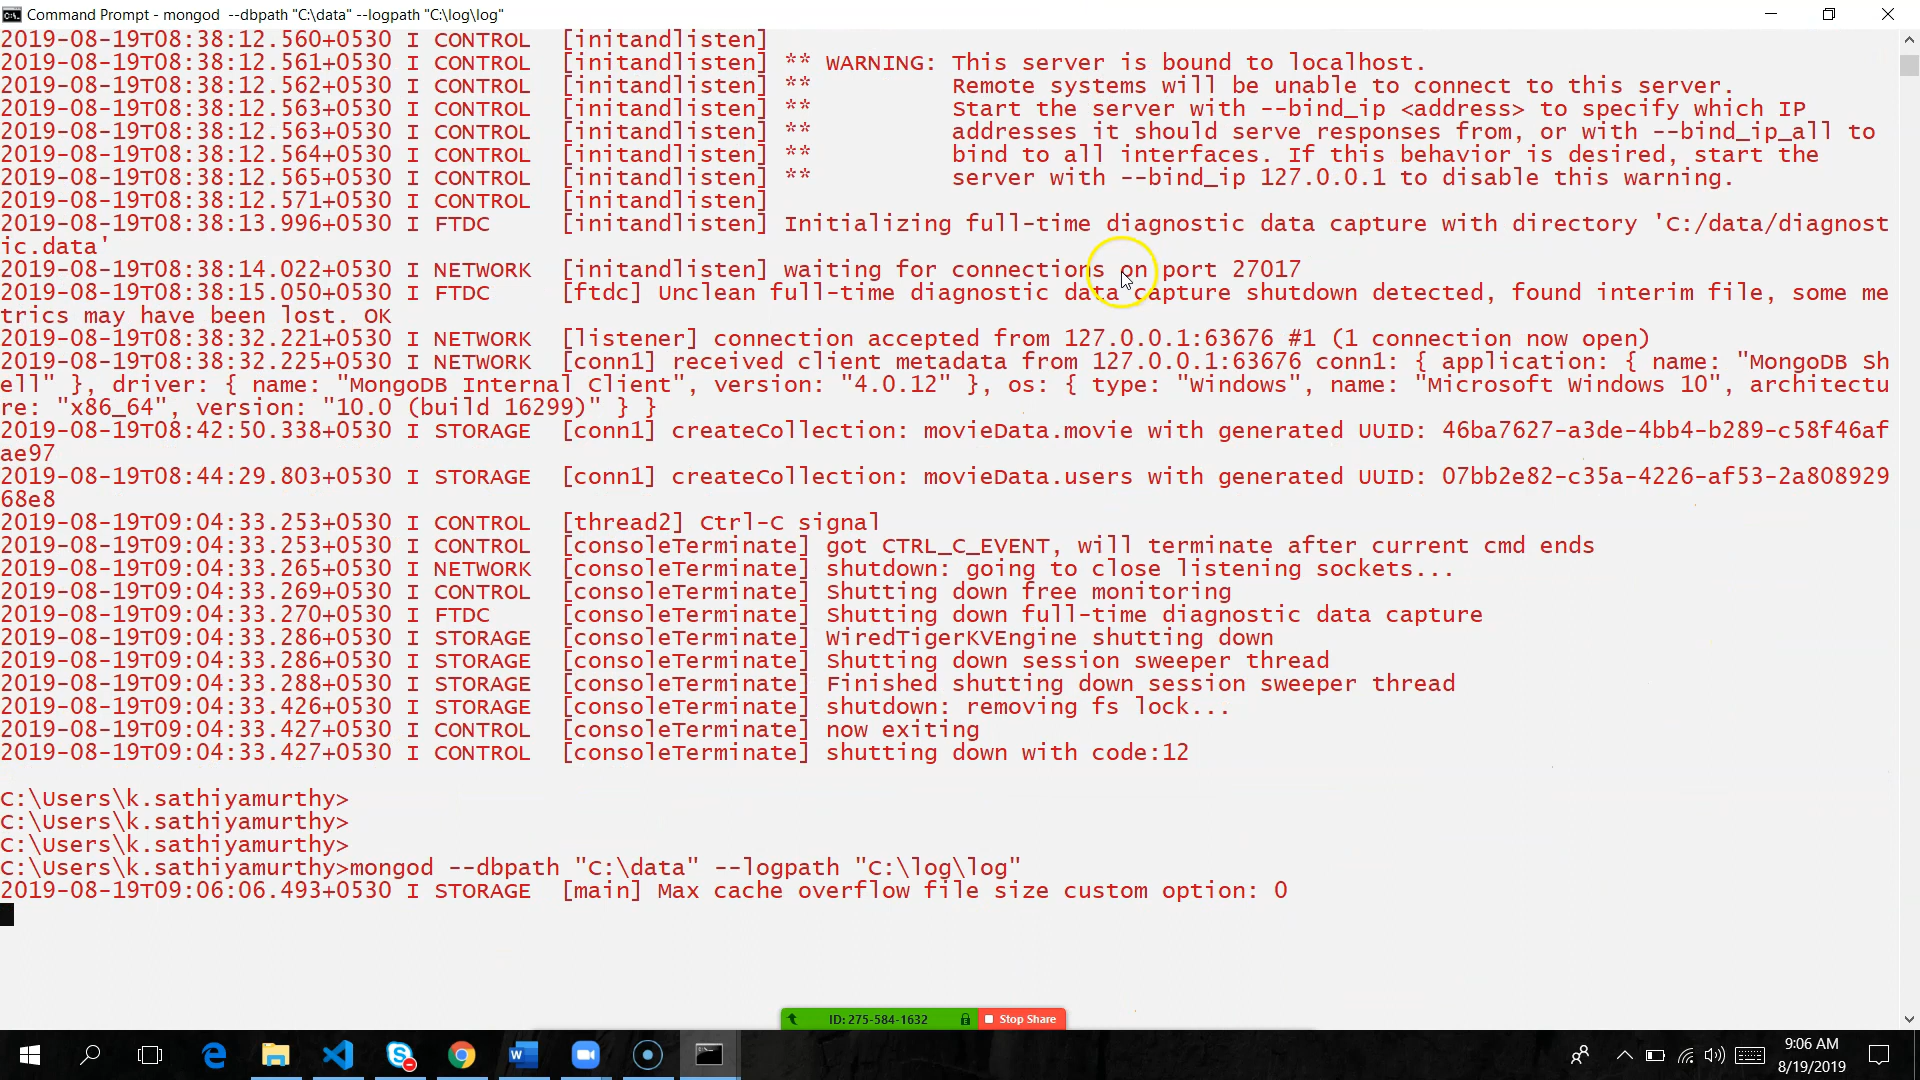 Command Prompt - mongod  --dbpath "C:\data" --logpath "C:\log\log"
2019-08-19T08:38:12.560+0530 I CONTROL  [initandlisten]
2019-08-19T08:38:12.561+0530 I CONTROL  [initandlisten] ** WARNING: This server is bound to localhost.
2019-08-19T08:38:12.562+0530 I CONTROL  [initandlisten] **          Remote systems will be unable to connect to this server.
2019-08-19T08:38:12.563+0530 I CONTROL  [initandlisten] **          Start the server with --bind_ip <address> to specify which IP
2019-08-19T08:38:12.563+0530 I CONTROL  [initandlisten] **          addresses it should serve responses from, or with --bind_ip_all to
2019-08-19T08:38:12.564+0530 I CONTROL  [initandlisten] **          bind to all interfaces. If this behavior is desired, start the
2019-08-19T08:38:12.565+0530 I CONTROL  [initandlisten] **          server with --bind_ip 127.0.0.1 to disable this warning.
2019-08-19T08:38:12.571+0530 I CONTROL  [initandlisten]
2019-08-19T08:38:13.996+0530 I FTDC     [initandlisten] Initializing full-time diagnostic data capture with directory 'C:/data/diagnost
ic.data'
2019-08-19T08:38:14.022+0530 I NETWORK  [initandlisten] waiting for connections on port 27017
2019-08-19T08:38:15.050+0530 I FTDC     [ftdc] Unclean full-time diagnostic data capture shutdown detected, found interim file, some me
trics may have been lost. OK
2019-08-19T08:38:32.221+0530 I NETWORK  [listener] connection accepted from 127.0.0.1:63676 #1 (1 connection now open)
2019-08-19T08:38:32.225+0530 I NETWORK  [conn1] received client metadata from 127.0.0.1:63676 conn1: { application: { name: "MongoDB Sh
ell" }, driver: { name: "MongoDB Internal Client", version: "4.0.12" }, os: { type: "Windows", name: "Microsoft Windows 10", architectu
re: "x86_64", version: "10.0 (build 16299)" } }
2019-08-19T08:42:50.338+0530 I STORAGE  [conn1] createCollection: movieData.movie with generated UUID: 46ba7627-a3de-4bb4-b289-c58f46af
ae97
2019-08-19T08:44:29.803+0530 I STORAGE  [conn1] createCollection: movieData.users with generated UUID: 07bb2e82-c35a-4226-af53-2a808929
68e8
2019-08-19T09:04:33.253+0530 I CONTROL  [thread2] Ctrl-C signal
2019-08-19T09:04:33.253+0530 I CONTROL  [consoleTerminate] got CTRL_C_EVENT, will terminate after current cmd ends
2019-08-19T09:04:33.265+0530 I NETWORK  [consoleTerminate] shutdown: going to close listening sockets...
2019-08-19T09:04:33.269+0530 I CONTROL  [consoleTerminate] Shutting down free monitoring
2019-08-19T09:04:33.270+0530 I FTDC     [consoleTerminate] Shutting down full-time diagnostic data capture
2019-08-19T09:04:33.286+0530 I STORAGE  [consoleTerminate] WiredTigerKVEngine shutting down
2019-08-19T09:04:33.286+0530 I STORAGE  [consoleTerminate] Shutting down session sweeper thread
2019-08-19T09:04:33.288+0530 I STORAGE  [consoleTerminate] Finished shutting down session sweeper thread
2019-08-19T09:04:33.426+0530 I STORAGE  [consoleTerminate] shutdown: removing fs lock...
2019-08-19T09:04:33.427+0530 I CONTROL  [consoleTerminate] now exiting
2019-08-19T09:04:33.427+0530 I CONTROL  [consoleTerminate] shutting down with code:12
C:\Users\k.sathiyamurthy>
C:\Users\k.sathiyamurthy>
C:\Users\k.sathiyamurthy>
C:\Users\k.sathiyamurthy>mongod --dbpath "C:\data" --logpath "C:\log\log"
2019-08-19T09:06:06.493+0530 I STORAGE  [main] Max cache overflow file size custom option: 0
ID: 275-584-1632
Stop Share
9:06 AM
8/19/2019